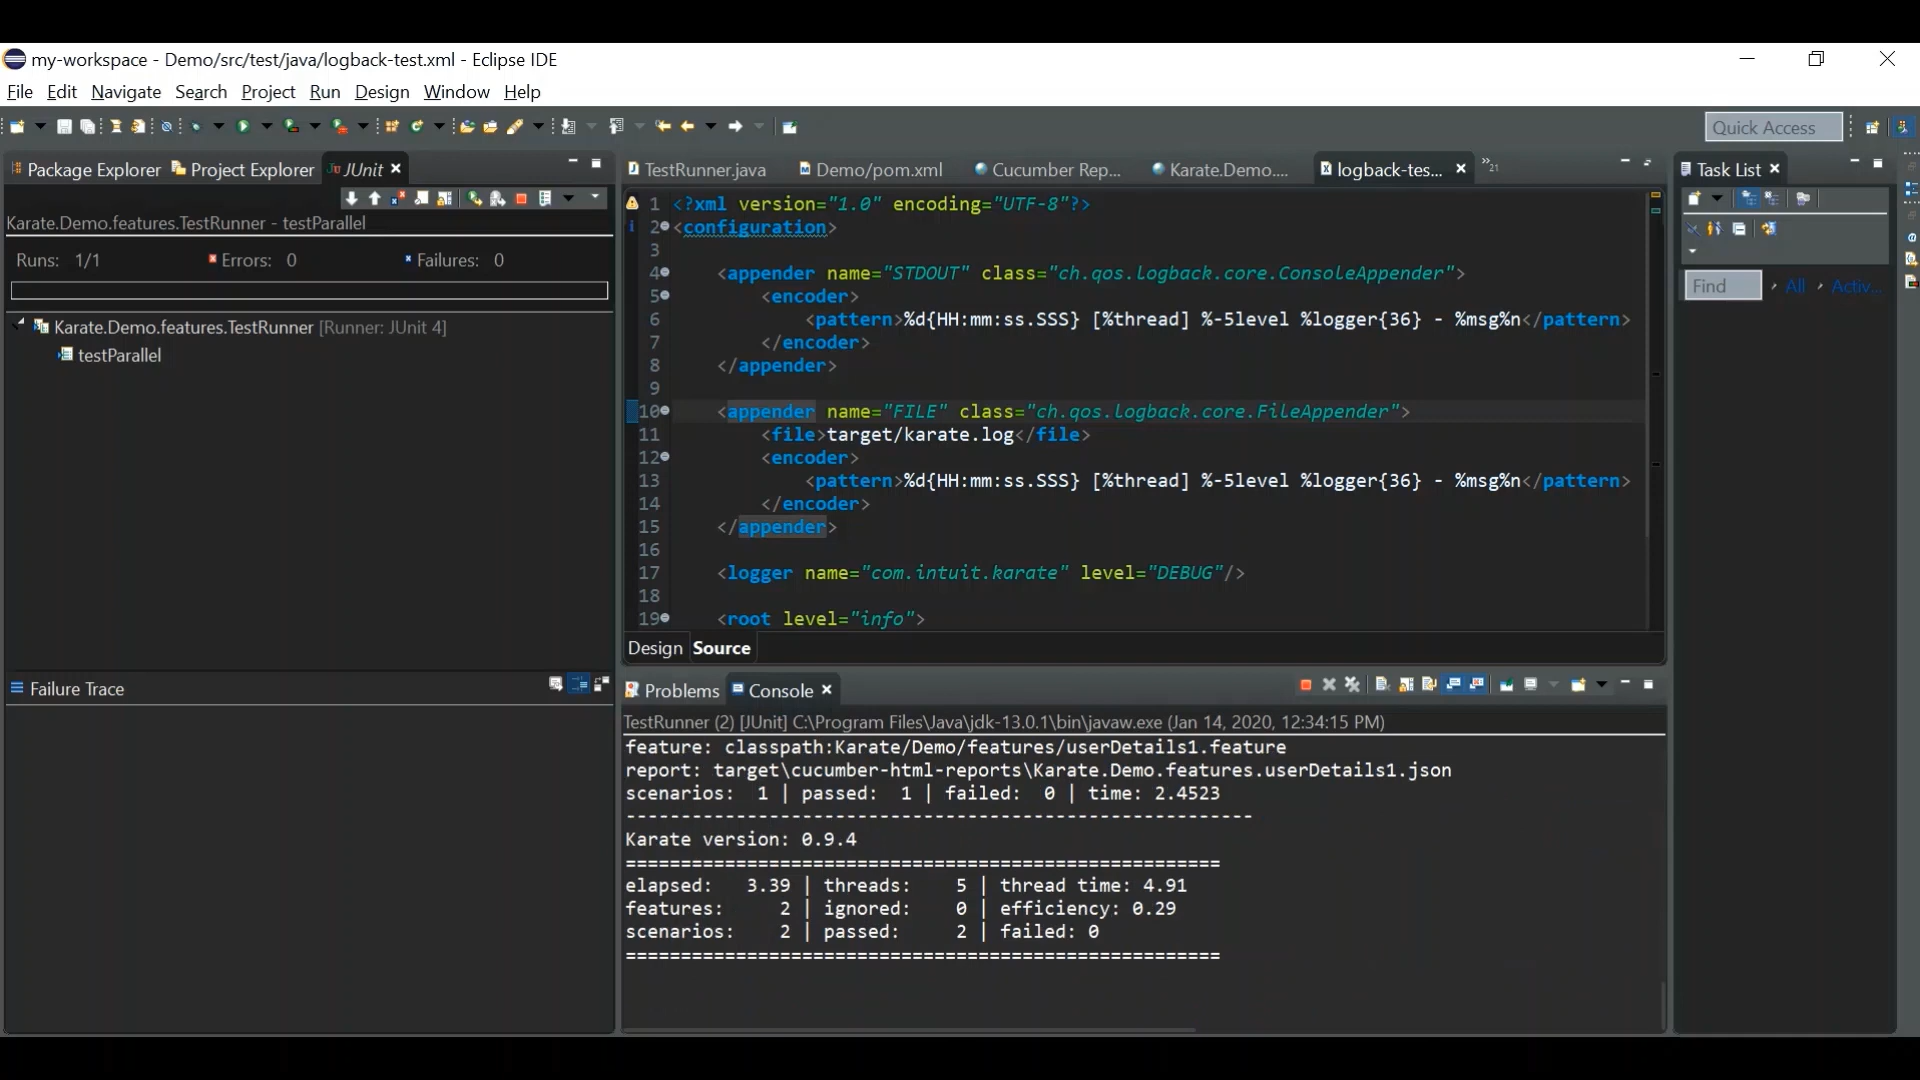 my-workspace - Demo/src/test/java/logback-test.xml - Eclipse IDE
File Edit Navigate Search Project Run Design Window Help
Quick Access
Package Explorer Project Explorer JUnit
Karate.Demo.features.TestRunner - testParallel
Runs: 1/1 Errors: 0 Failures: 0
Karate.Demo.features.TestRunner [Runner: JUnit 4]
testParallel
Failure Trace
TestRunner.java Demo/pom.xml Cucumber Rep... Karate.Demo.... logback-tes... »21
1 <?xml version="1.0" encoding="UTF-8"?>
2 <configuration>
3
4 <appender name="STDOUT" class="ch.qos.logback.core.ConsoleAppender">
5 <encoder>
6 <pattern>%d{HH:mm:ss.SSS} [%thread] %-5level %logger{36} - %msg%n</pattern>
7 </encoder>
8 </appender>
9
10 <appender name="FILE" class="ch.qos.logback.core.FileAppender">
11 <file>target/karate.log</file>
12 <encoder>
13 <pattern>%d{HH:mm:ss.SSS} [%thread] %-5level %logger{36} - %msg%n</pattern>
14 </encoder>
15 </appender>
16
17 <logger name="com.intuit.karate" level="DEBUG"/>
18
19 <root level="info">
Design Source
Problems Console
TestRunner (2) [JUnit] C:\Program Files\Java\jdk-13.0.1\bin\javaw.exe (Jan 14, 2020, 12:34:15 PM)
feature: classpath:Karate/Demo/features/userDetails1.feature
report: target\cucumber-html-reports\Karate.Demo.features.userDetails1.json
scenarios: 1 | passed: 1 | failed: 0 | time: 2.4523
---------------------------------------------------------
Karate version: 0.9.4
======================================================
elapsed: 3.39 | threads: 5 | thread time: 4.91
features: 2 | ignored: 0 | efficiency: 0.29
scenarios: 2 | passed: 2 | failed: 0
======================================================
Task List
Find All Activ...